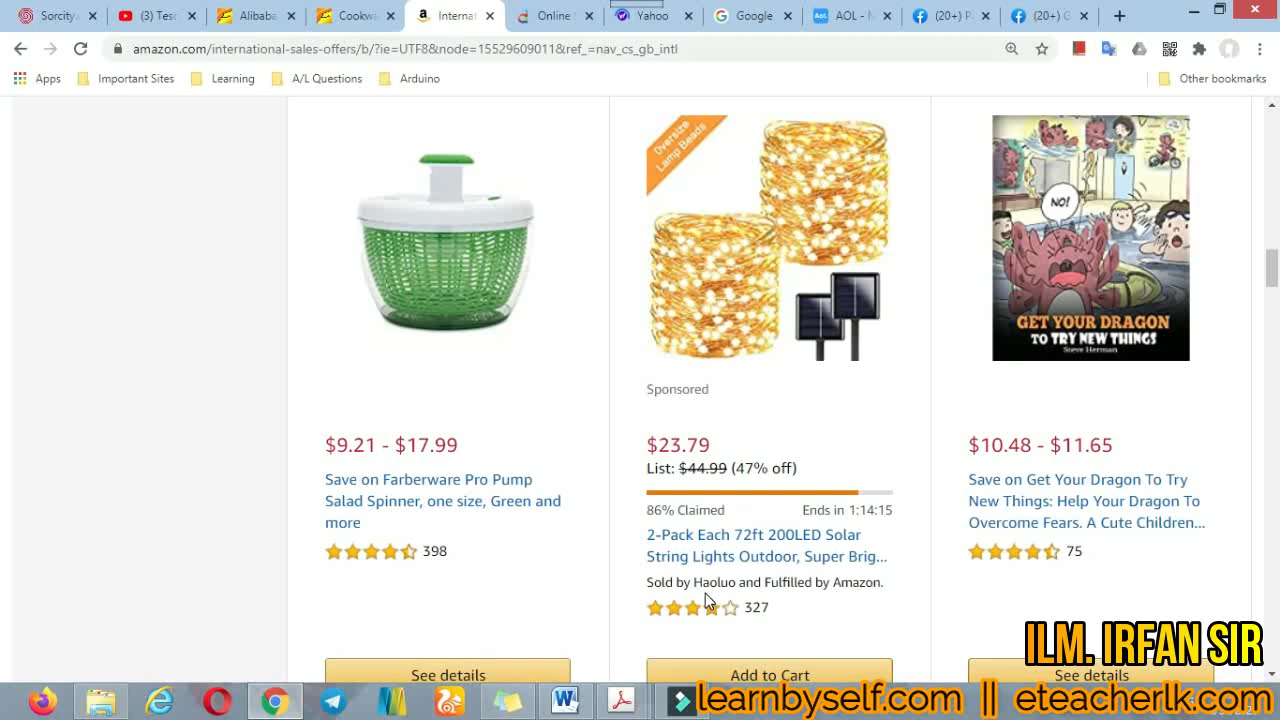 Sorcby
(3) Tesc
Alibaba
Cookwa
Sorcikw
Internat
Online
Yahoo
Google
AOL - N
(20+) P
(20+) G
amazon.com/international-sales-offers/b/?ie=UTF8&node=15529609011&ref_=nav_cs_gb_intl
Apps
Important Sites
Learning
A/L Questions
Arduino
Other bookmarks
Oversize
Lamp Beads
NO!
GET YOUR DRAGON
TO TRY NEW THINGS
Steve Herman
Sponsored
$9.21 - $17.99
Save on Farberware Pro Pump
Salad Spinner, one size, Green and
more
398
See details
$23.79
List: $44.99 (47% off)
86% Claimed
Ends in 1:14:15
2-Pack Each 72ft 200LED Solar
String Lights Outdoor, Super Brig...
Sold by Haoluo and Fulfilled by Amazon.
327
Add to Cart
$10.48 - $11.65
Save on Get Your Dragon To Try
New Things: Help Your Dragon To
Overcome Fears. A Cute Children...
75
See details
ILM. IRFAN SIR
learnbyself.com || eteacherlk.com